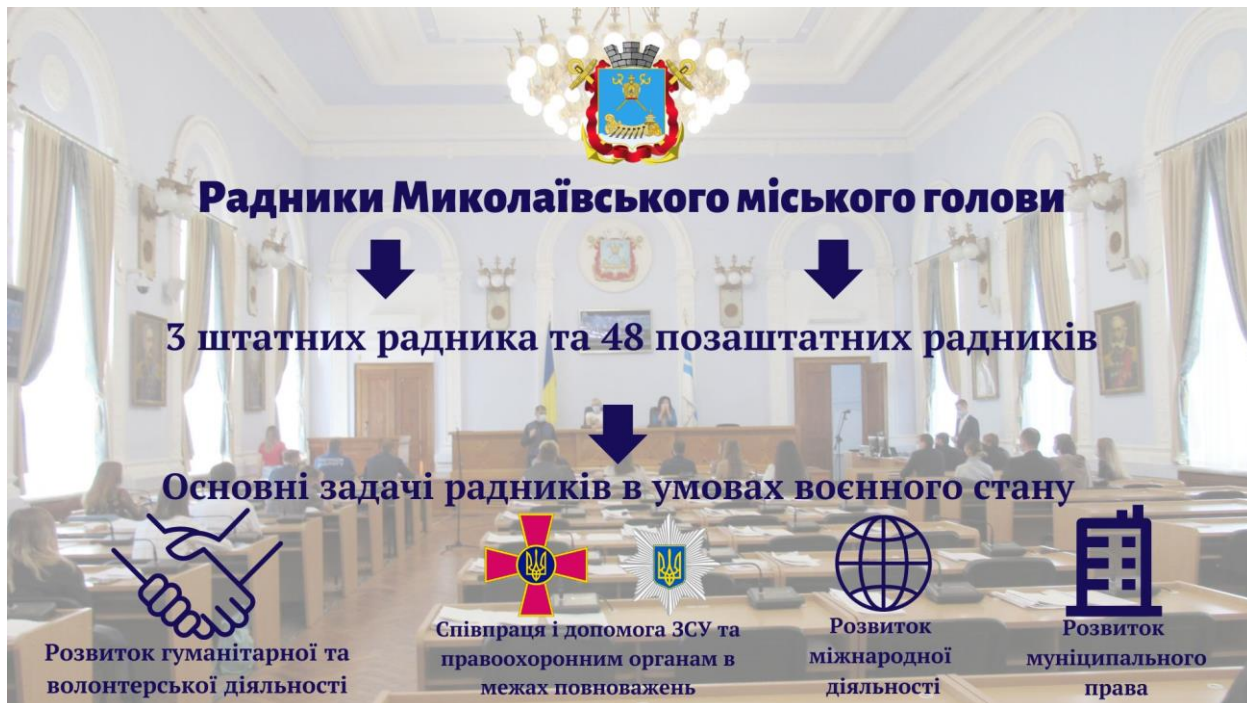 Радники Миколаївського міського голови
3 штатних радника та 48 позаштатних радників
Основні задачі радників в умовах воєнного стану
Розвиток гуманітарної та
волонтерської діяльності
Співпраця і допомога ЗСУ та
правоохоронним органам в
межах повноважень
Розвиток
міжнародної
діяльності
Розвиток
муніципального
права